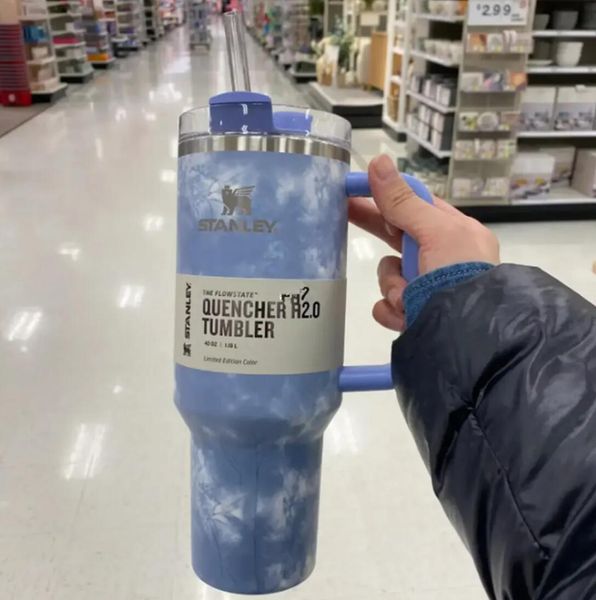 $2.99
STANLEY
STANLEY
THE FLOWSTATE™
QUENCHER H2.0
TUMBLER
40 OZ | 1.18 L
Limited Edition Color